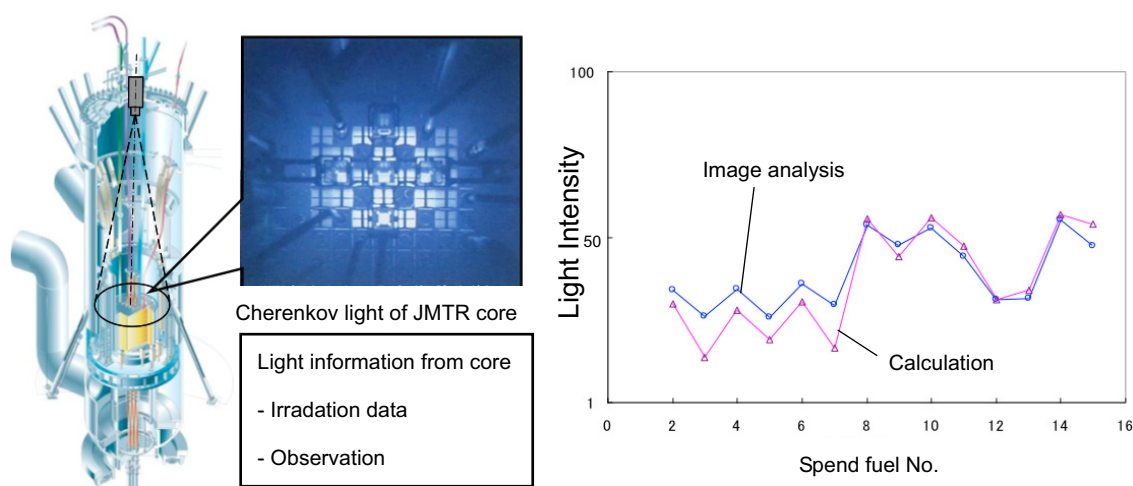 Cherenkov light of JMTR core
Light information from core
- Irradation data
- Observation
100
50
1
Light Intensity
Image analysis
Calculation
0 2 4 6 8 10 12 14 16
Spend fuel No.